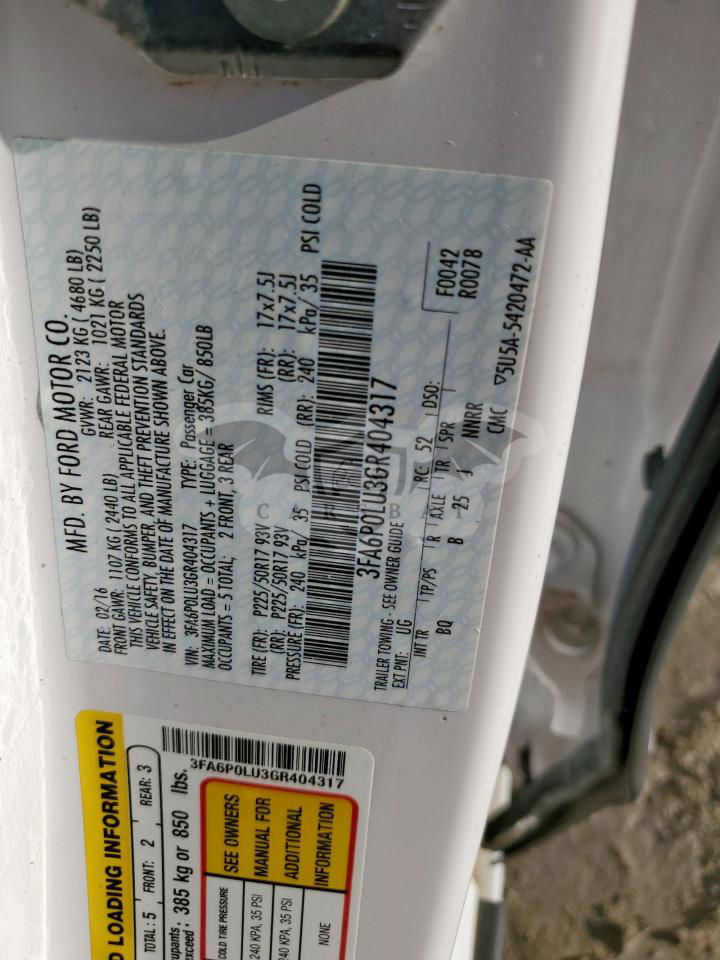 MFD. BY FORD MOTOR CO.
DATE: 02/16 GVWR: 2123 KG ( 4680 LB)
FRONT GAWR: 1107 KG ( 2440 LB) REAR GAWR: 1021 KG ( 2250 LB)
THIS VEHICLE CONFORMS TO ALL APPLICABLE FEDERAL MOTOR
VEHICLE SAFETY, BUMPER, AND THEFT PREVENTION STANDARDS
IN EFFECT ON THE DATE OF MANUFACTURE SHOWN ABOVE.
VIN: 3FA6P0LU3GR404317 TYPE: Passenger Car
MAXIMUM LOAD = OCCUPANTS + LUGGAGE = 385KG/ 850LB
OCCUPANTS = 5 TOTAL: 2 FRONT, 3 REAR
TIRE (FR): P225/50R17 93V RIMS (FR): 17x7.5J
(RR): P225/50R17 93V (RR): 17x7.5J
PRESSURE (FR): 240 kPa/ 35 PSI COLD (RR): 240 kPa/ 35 PSI COLD
3FA6P0LU3GR404317
TRAILER TOWING - SEE OWNER GUIDE
EXT PNT: UG RC: 52 DSO: F0042
INT TR TP/PS R AXLE TR SPR R0078
BQ B 25 J NNRR
CMC ▽5U5A-5420472-AA
D LOADING INFORMATION
TOTAL: 5 FRONT: 2 REAR: 3
upants
exceed: 385 kg or 850 lbs.
3FA6P0LU3GR404317
COLD TIRE PRESSURE
240 KPA, 35 PSI
240 KPA, 35 PSI
NONE
SEE OWNERS
MANUAL FOR
ADDITIONAL
INFORMATION